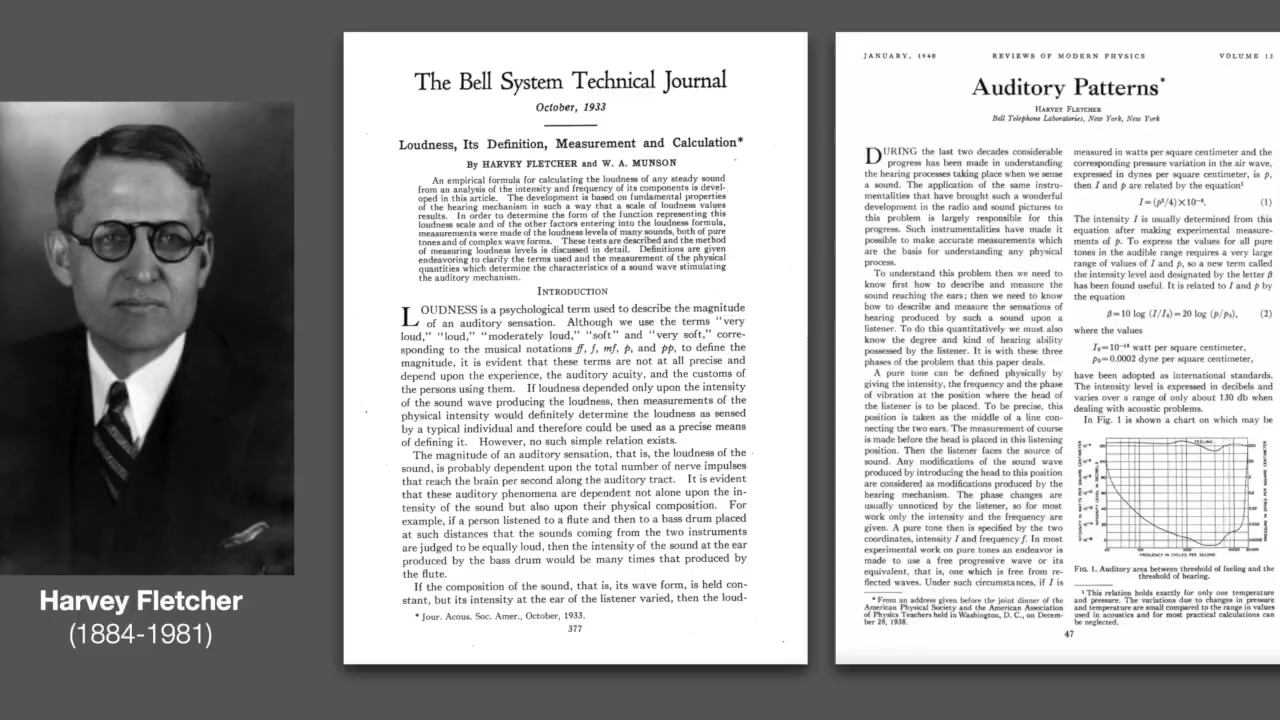 Harvey Fletcher
(1884-1981)
The Bell System Technical Journal
October, 1933
Loudness, Its Definition, Measurement and Calculation*
By HARVEY FLETCHER and W. A. MUNSON
An empirical formula for calculating the loudness of any steady sound
from an analysis of the intensity and frequency of its components is devel-
oped in this article. The development is based on fundamental properties
of the hearing mechanism in such a way that a scale of loudness values
results. In order to determine the form of the function representing this
loudness scale and of the other factors entering into the loudness formula,
measurements were made of the loudness levels of many sounds, both of pure
tones and of complex wave forms. These tests are described and the method
of measuring loudness levels is discussed in detail. Definitions are given
endeavoring to clarify the terms used and the measurement of the physical
quantities which determine the characteristics of a sound wave stimulating
the auditory mechanism.
INTRODUCTION
LOUDNESS is a psychological term used to describe the magnitude
of an auditory sensation. Although we use the terms "very
loud," "loud," "moderately loud," "soft" and "very soft," corre-
sponding to the musical notations ff, f, mf, p, and pp, to define the
magnitude, it is evident that these terms are not at all precise and
depend upon the experience, the auditory acuity, and the customs of
the persons using them. If loudness depended only upon the intensity
of the sound wave producing the loudness, then measurements of the
physical intensity would definitely determine the loudness as sensed
by a typical individual and therefore could be used as a precise means
of defining it. However, no such simple relation exists.
The magnitude of an auditory sensation, that is, the loudness of the
sound, is probably dependent upon the total number of nerve impulses
that reach the brain per second along the auditory tract. It is evident
that these auditory phenomena are dependent not alone upon the in-
tensity of the sound but also upon their physical composition. For
example, if a person listened to a flute and then to a bass drum placed
at such distances that the sounds coming from the two instruments
are judged to be equally loud, then the intensity of the sound at the ear
produced by the bass drum would be many times that produced by
the flute.
If the composition of the sound, that is, its wave form, is held con-
stant, but its intensity at the ear of the listener varied, then the loud-
* Jour. Acous. Soc. Amer., October, 1933.
377
JANUARY, 1940 REVIEWS OF MODERN PHYSICS VOLUME 12
Auditory Patterns*
HARVEY FLETCHER
Bell Telephone Laboratories, New York, New York
DURING the last two decades considerable
progress has been made in understanding
the hearing processes taking place when we sense
a sound. The application of the same instru-
mentalities that have brought such a wonderful
development in the radio and sound pictures to
this problem is largely responsible for this
progress. Such instrumentalities have made it
possible to make accurate measurements which
are the basis for understanding any physical
process.
To understand this problem then we need to
know first how to describe and measure the
sound reaching the ears; then we need to know
how to describe and measure the sensations of
hearing produced by such a sound upon a
listener. To do this quantitatively we must also
know the degree and kind of hearing ability
possessed by the listener. It is with these three
phases of the problem that this paper deals.
A pure tone can be defined physically by
giving the intensity, the frequency and the phase
of vibration at the position where the head of
the listener is to be placed. To be precise, this
position is taken as the middle of a line con-
necting the two ears. The measurement of course
is made before the head is placed in this listening
position. Then the listener faces the source of
sound. Any modifications of the sound wave
produced by introducing the head to this position
are considered as modifications produced by the
hearing mechanism. The phase changes are
usually unnoticed by the listener, so for most
work only the intensity and the frequency are
given. A pure tone then is specified by the two
coordinates, intensity I and frequency f. In most
experimental work on pure tones an endeavor is
made to use a free progressive wave or its
equivalent, that is, one which is free from re-
flected waves. Under such circumstances, if I is
* From an address given before the joint dinner of the
American Physical Society and the American Association
of Physics Teachers held in Washington, D. C., on Decem-
ber 28, 1938.
measured in watts per square centimeter and the
corresponding pressure variation in the air wave,
expressed in dynes per square centimeter, is p,
then I and p are related by the equation¹
I=(p²/4)×10⁻⁹. (1)
The intensity I is usually determined from this
equation after making experimental measure-
ments of p. To express the values for all pure
tones in the audible range requires a very large
range of values of I and p, so a new term called
the intensity level and designated by the letter β
has been found useful. It is related to I and p by
the equation
β=10 log (I/I₀)=20 log (p/p₀), (2)
where the values
I₀=10⁻¹⁶ watt per square centimeter,
p₀=0.0002 dyne per square centimeter,
have been adopted as international standards.
The intensity level is expressed in decibels and
varies over a range of only about 130 db when
dealing with acoustic problems.
In Fig. 1 is shown a chart on which may be
FEELING
FREQUENCY IN CYCLES PER SECOND
FIG. 1. Auditory area between threshold of feeling and the
threshold of hearing.
¹ This relation holds exactly for only one temperature
and pressure. The variations due to changes in pressure
and temperature are small compared to the range in values
used in acoustics and for most practical calculations can
be neglected.
47